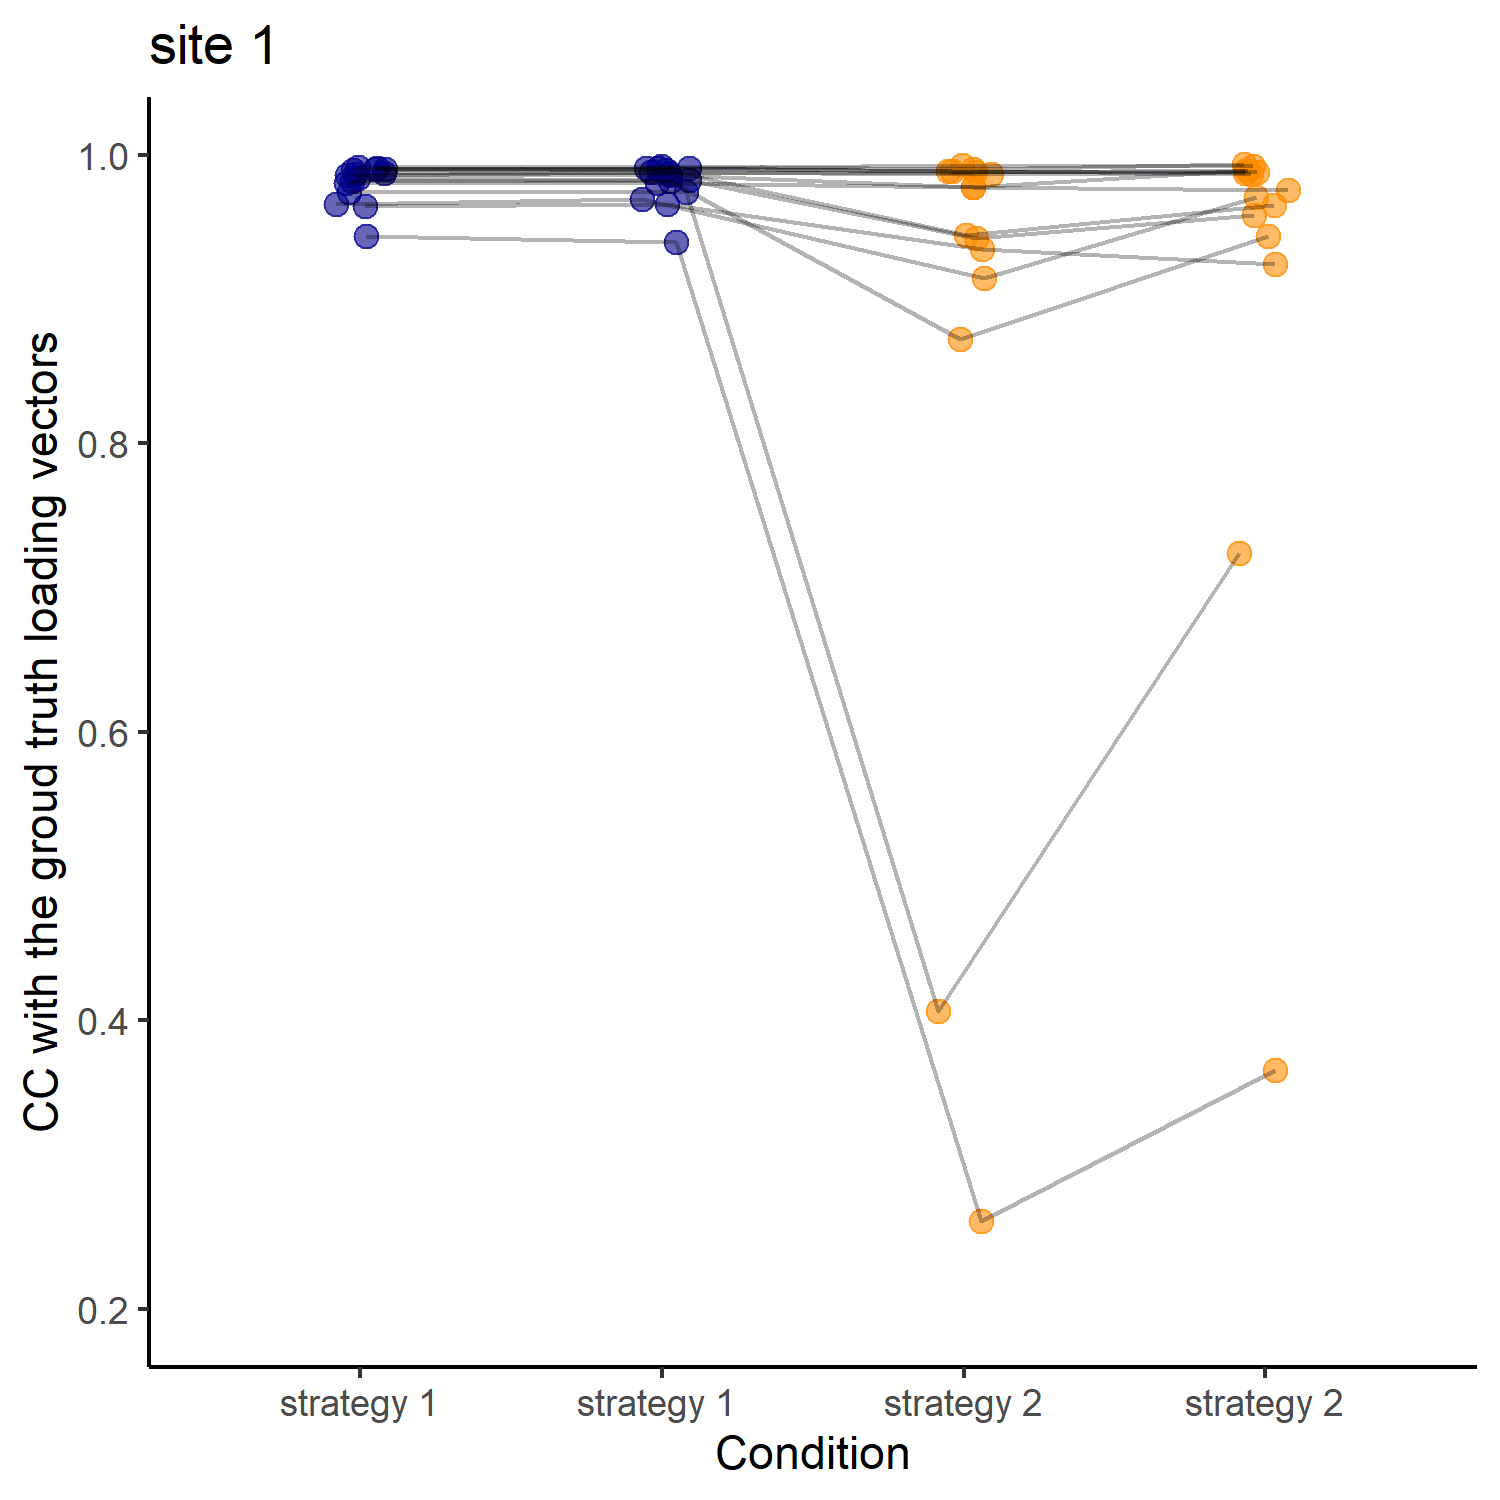 site 1
CC with the groud truth loading vectors
1.0
0.8
0.6
0.4
0.2
strategy 1
strategy 1
strategy 2
strategy 2
Condition